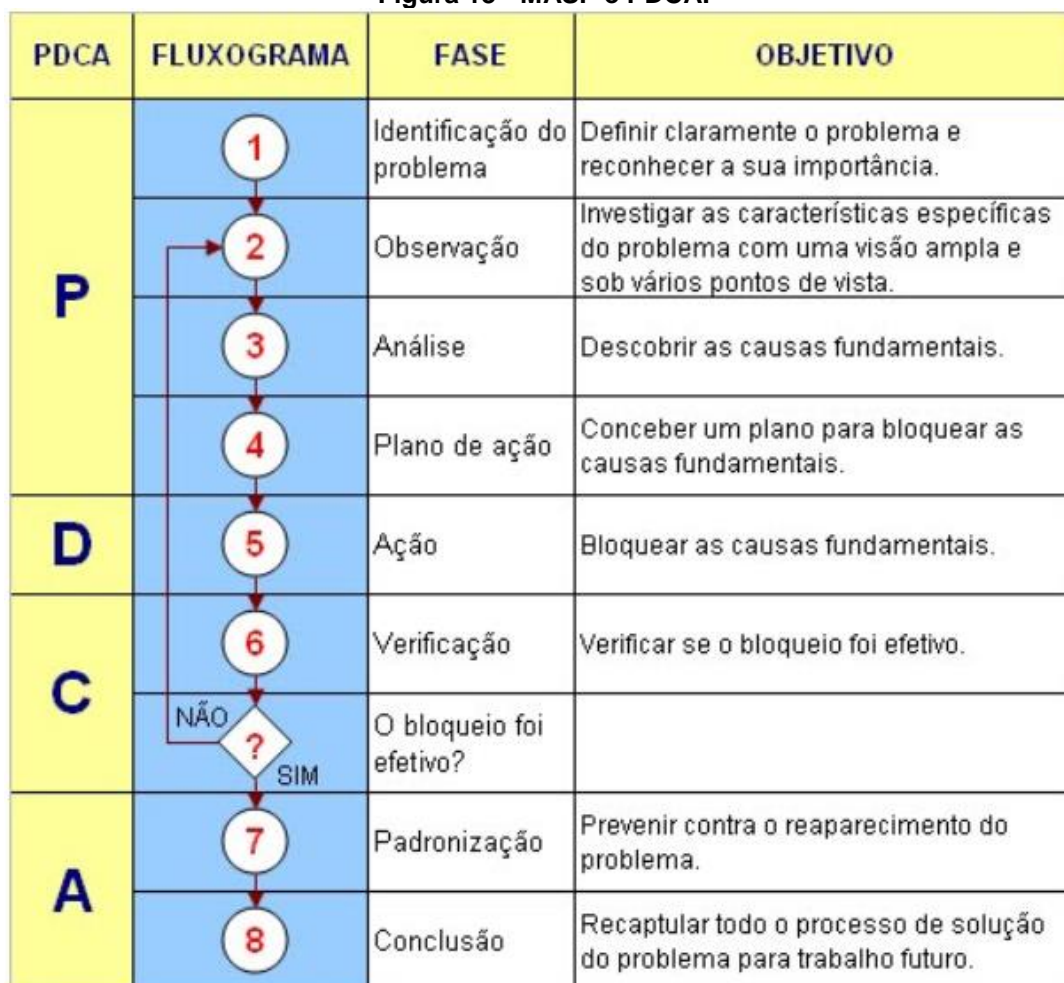 PDCA FLUXOGRAMA FASE OBJETIVO
P
1
Identificação do
problema
Definir claramente o problema e
reconhecer a sua importância.
2
Observação
Investigar as características específicas
do problema com uma visão ampla e
sob vários pontos de vista.
3
Análise
Descobrir as causas fundamentais.
4
Plano de ação
Conceber um plano para bloquear as
causas fundamentais.
D
5
Ação
Bloquear as causas fundamentais.
C
6
Verificação
Verificar se o bloqueio foi efetivo.
NÃO
?
SIM
O bloqueio foi
efetivo?
A
7
Padronização
Prevenir contra o reaparecimento do
problema.
8
Conclusão
Recaptular todo o processo de solução
do problema para trabalho futuro.